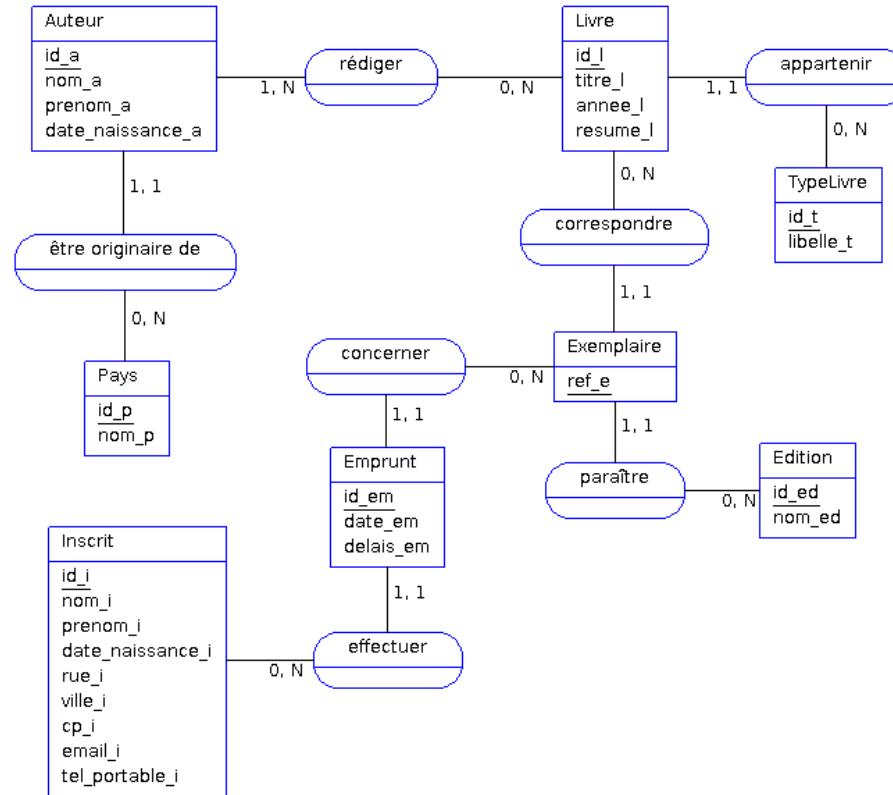 Auteur
id_a
nom_a
prenom_a
date_naissance_a
1, N
rédiger
0, N
Livre
id_l
titre_l
annee_l
resume_l
1, 1
appartenir
0, N
TypeLivre
id_t
libelle_t
1, 1
être originaire de
0, N
Pays
id_p
nom_p
0, N
correspondre
1, 1
Exemplaire
ref_e
concerner
0, N
1, 1
Emprunt
id_em
date_em
delais_em
1, 1
paraître
0, N
Edition
id_ed
nom_ed
1, 1
effectuer
0, N
Inscrit
id_i
nom_i
prenom_i
date_naissance_i
rue_i
ville_i
cp_i
email_i
tel_portable_i